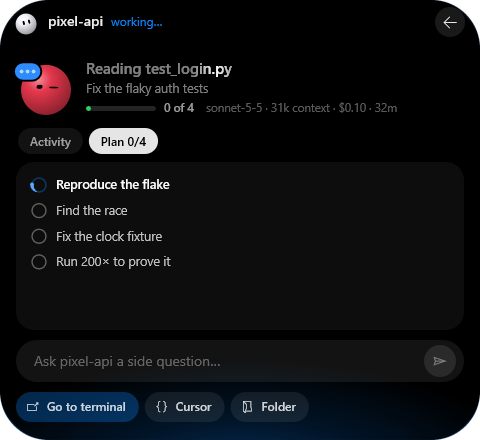 pixel-api working...
Reading test_login.py
Fix the flaky auth tests
0 of 4 sonnet-5-5 · 31k context · $0.10 · 32m
Activity Plan 0/4
Reproduce the flake
Find the race
Fix the clock fixture
Run 200× to prove it
Ask pixel-api a side question...
Go to terminal {} Cursor Folder